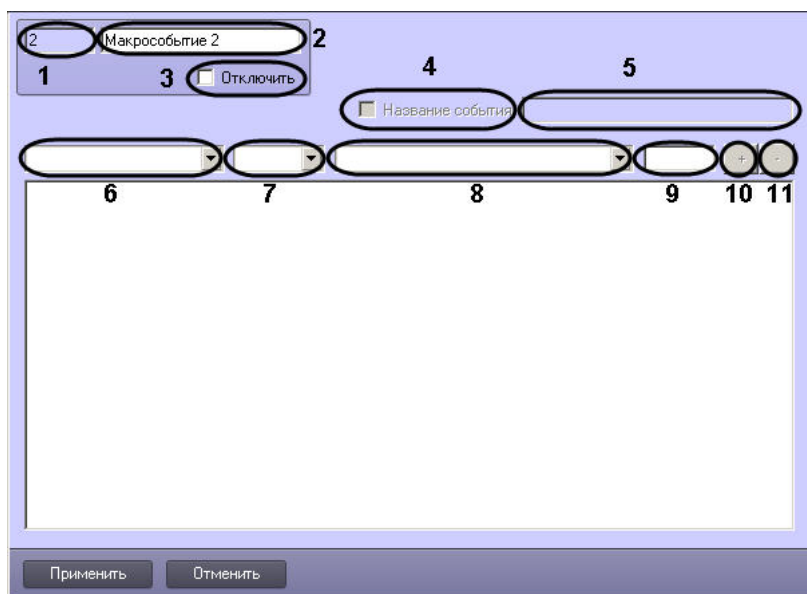 2 Макрособытие 2 2
1 3 Отключить
4 5
Название события
+ -
6 7 8 9 10 11
Применить Отменить